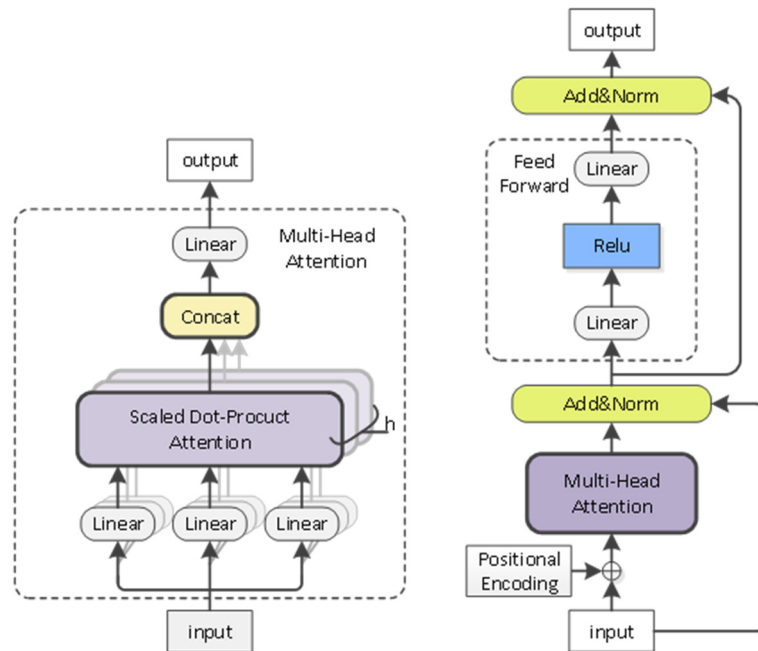 output
Linear
Multi-Head
Attention
Concat
Scaled Dot-Procuct
Attention
h
Linear
Linear
Linear
input
output
Add&Norm
Feed
Forward
Linear
Relu
Linear
Add&Norm
Multi-Head
Attention
Positional
Encoding
input